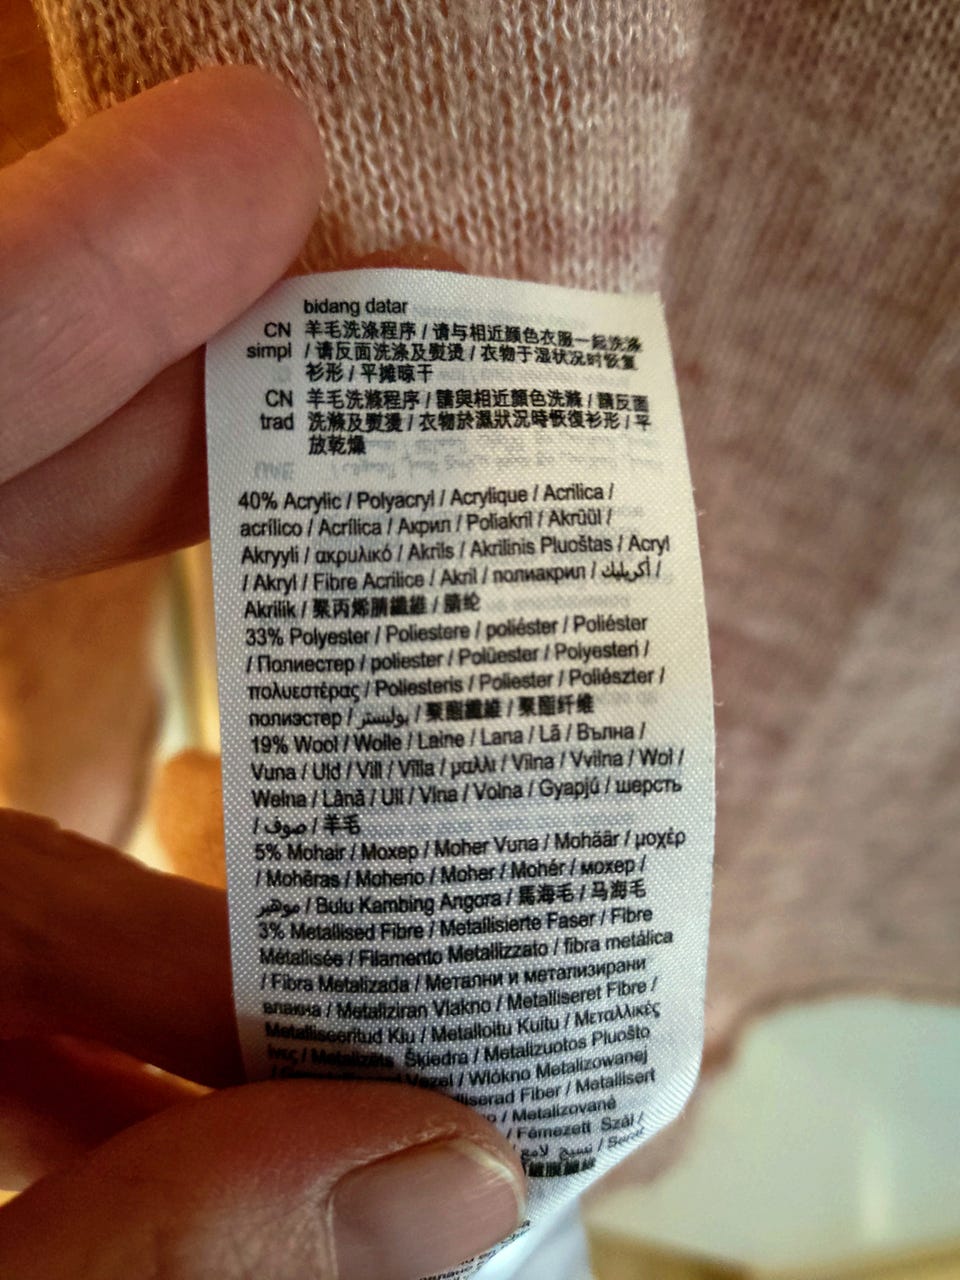 bidang datar
CN 羊毛洗涤程序 / 请与相近颜色衣服一起洗涤
simpl / 请反面洗涤及熨烫 / 衣物于湿状况时恢复
衫形 / 平摊晾干
CN 羊毛洗滌程序 / 請與相近顏色洗滌 / 請反面
trad 洗滌及熨燙 / 衣物於濕狀況時恢復衫形 / 平
放乾燥
40% Acrylic / Polyacryl / Acrylique / Acrilica /
acrílico / Acrílica / Акрил / Poliakril / Akrüül /
Akryyli / ακρυλικό / Akrils / Akrilinis Pluoštas / Acryl
/ Akryl / Fibre Acrilice / Akril / полиакрил / أكريليك /
Akrilik / 聚丙烯腈纖維 / 腈纶
33% Polyester / Poliestere / poliéster / Poliéster
/ Полиестер / poliester / Polüester / Polyesteri /
πολυεστέρας / Poliesteris / Poliester / Poliészter /
полиэстер / بوليستر / 聚酯纖維 / 聚酯纤维
19% Wool / Wolle / Laine / Lana / Lã / Вълна /
Vuna / Uld / Vill / Villa / μαλλι / Vilna / Vvilna / Wol /
Wełna / Lână / Ull / Vlna / Volna / Gyapjú / шерсть
/ صوف / 羊毛
5% Mohair / Мохер / Moher Vuna / Mohäär / μοχέρ
/ Mohēras / Moherio / Moher / Mohér / мохер /
موهير / Bulu Kambing Angora / 馬海毛 / 马海毛
3% Metallised Fibre / Metallisierte Faser / Fibre
Métallisée / Filamento Metallizzato / fibra metálica
/ Fibra Metalizada / Метални и метализирани
влакна / Metaliziran Vlakno / Metalliseret Fibre /
Metalliseeritud Kiu / Metalloitu Kuitu / Μεταλλικές
ίνες / Metalizēta Šķiedra / Metalizuotos Pluošto
Vezel / Włókno Metalizowanej
lliserad Fiber / Metallisert
/ Metalizované
/ Fémezett Szál /
/ نسيج لامع /